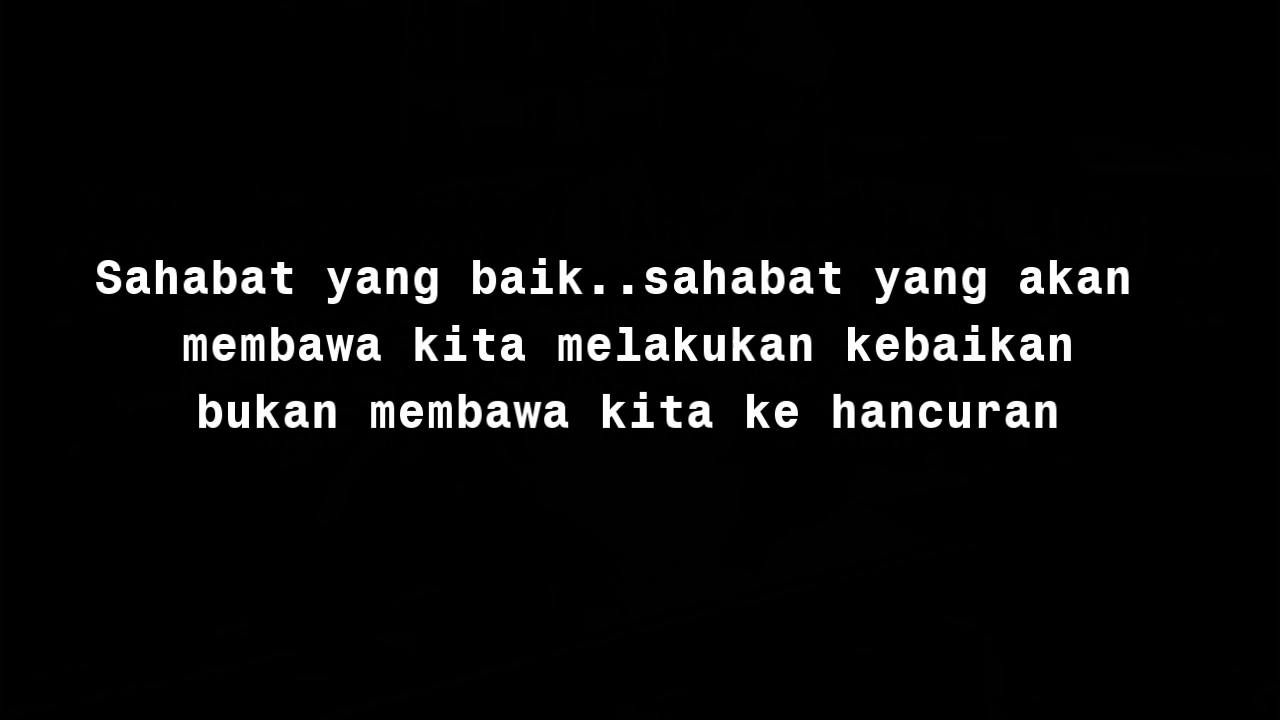 Sahabat yang baik..sahabat yang akan
membawa kita melakukan kebaikan
bukan membawa kita ke hancuran